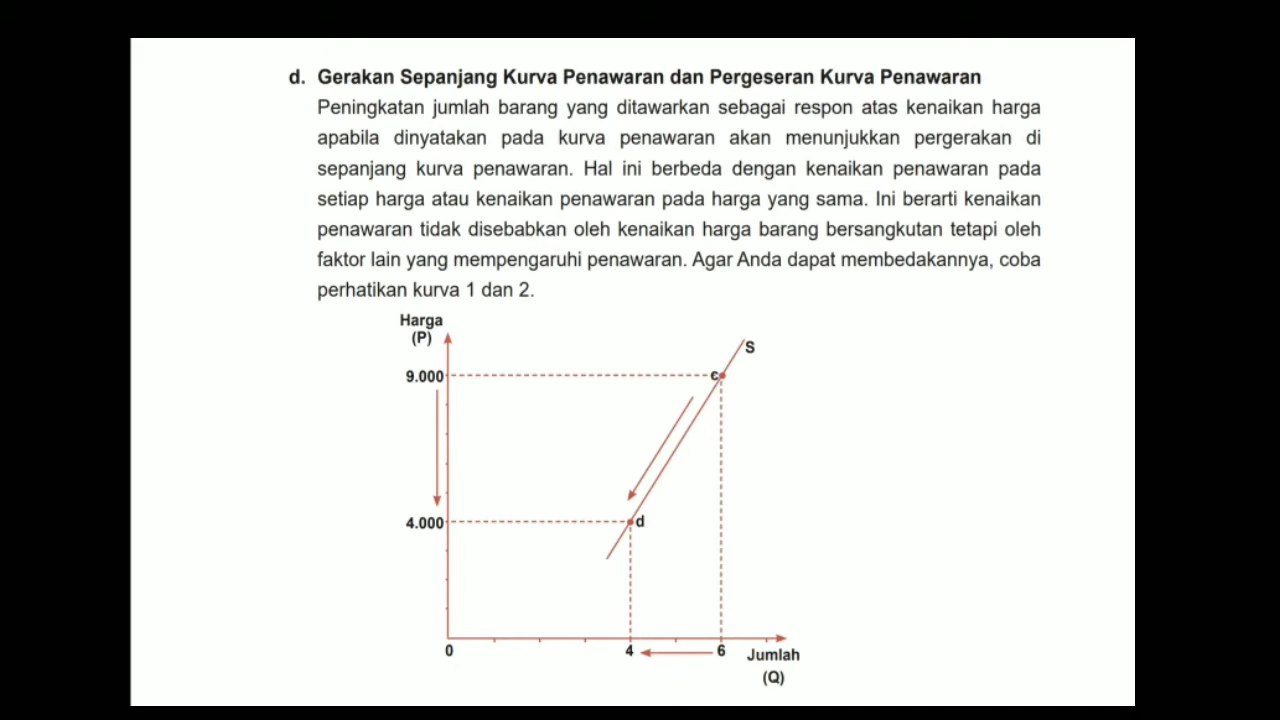 d. Gerakan Sepanjang Kurva Penawaran dan Pergeseran Kurva Penawaran
Peningkatan jumlah barang yang ditawarkan sebagai respon atas kenaikan harga
apabila dinyatakan pada kurva penawaran akan menunjukkan pergerakan di
sepanjang kurva penawaran. Hal ini berbeda dengan kenaikan penawaran pada
setiap harga atau kenaikan penawaran pada harga yang sama. Ini berarti kenaikan
penawaran tidak disebabkan oleh kenaikan harga barang bersangkutan tetapi oleh
faktor lain yang mempengaruhi penawaran. Agar Anda dapat membedakannya, coba
perhatikan kurva 1 dan 2.
Harga
(P)
S
9.000
c
4.000
d
0
4
6
Jumlah
(Q)